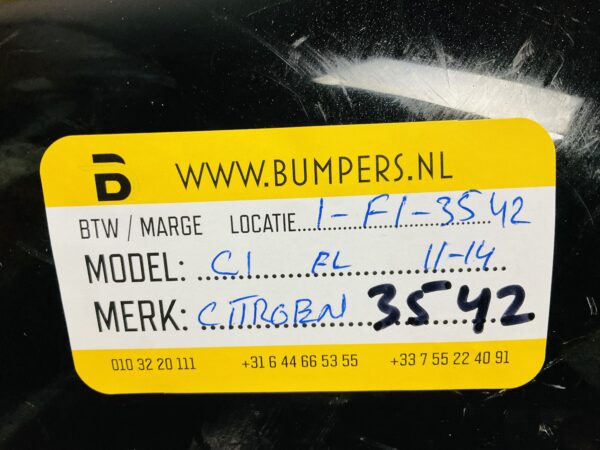 B WWW.BUMPERS.NL
BTW / MARGE LOCATIE 1-F1-3542
MODEL: C1 FL 11-14
MERK: CITROEN 3542
010 32 20 111 +31 6 44 66 53 55 +33 7 55 22 40 91